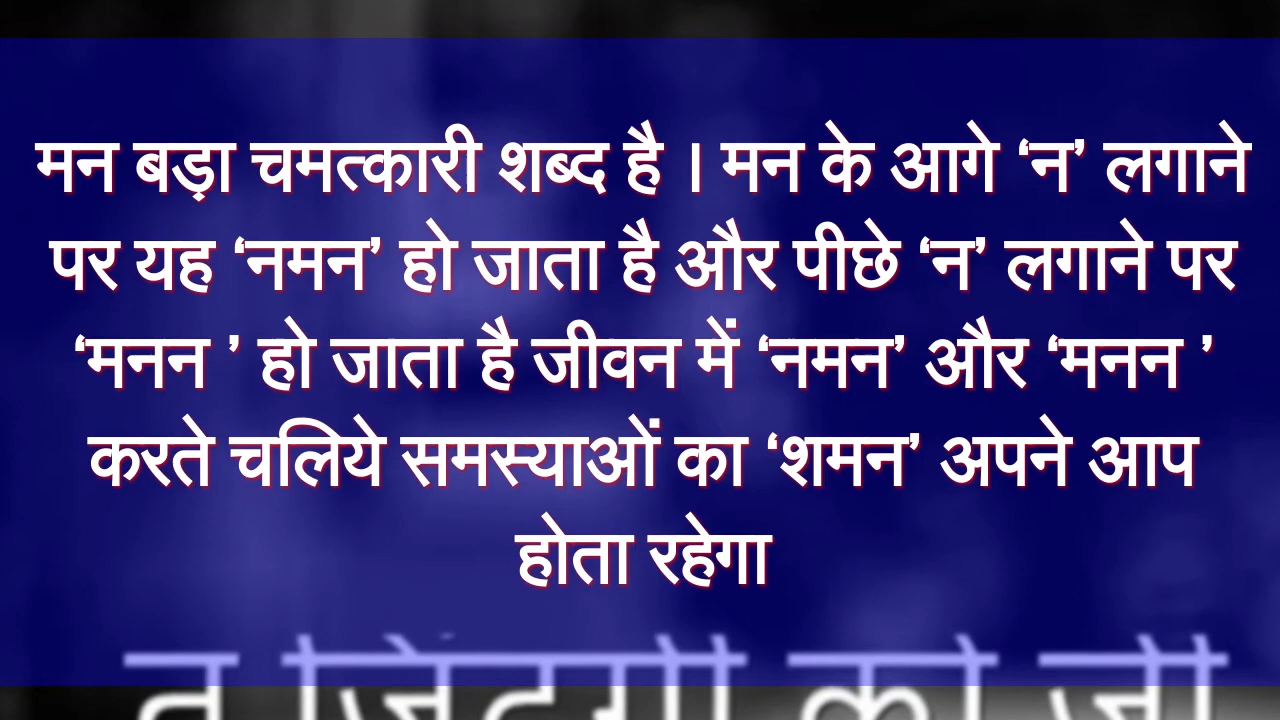 मन बड़ा चमत्कारी शब्द है । मन के आगे ‘न’ लगाने
पर यह ‘नमन’ हो जाता है और पीछे ‘न’ लगाने पर
‘मनन ’ हो जाता है जीवन में ‘नमन’ और ‘मनन ’
करते चलिये समस्याओं का ‘शमन’ अपने आप
होता रहेगा